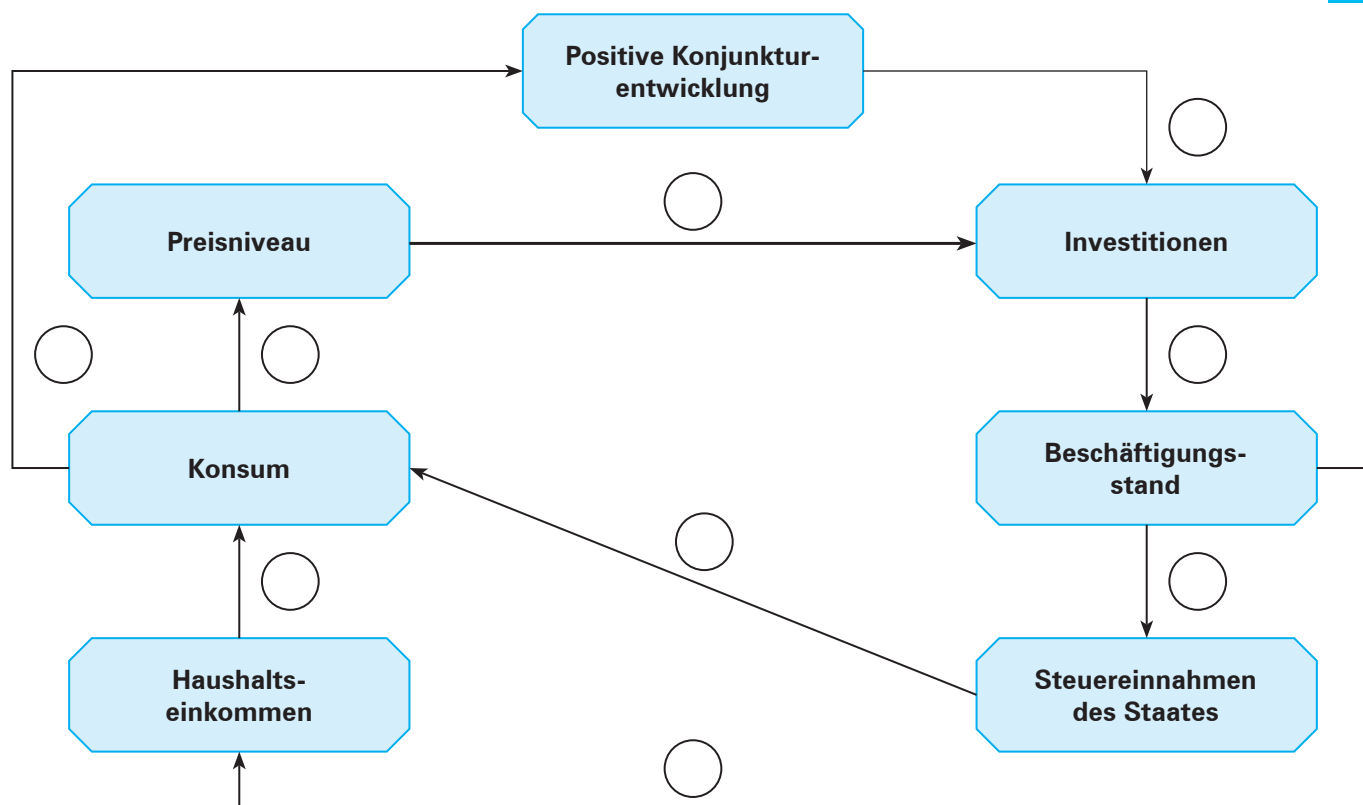 Positive Konjunktur-
entwicklung
Preisniveau
Investitionen
Konsum
Beschäftigungs-
stand
Haushalts-
einkommen
Steuereinnahmen
des Staates